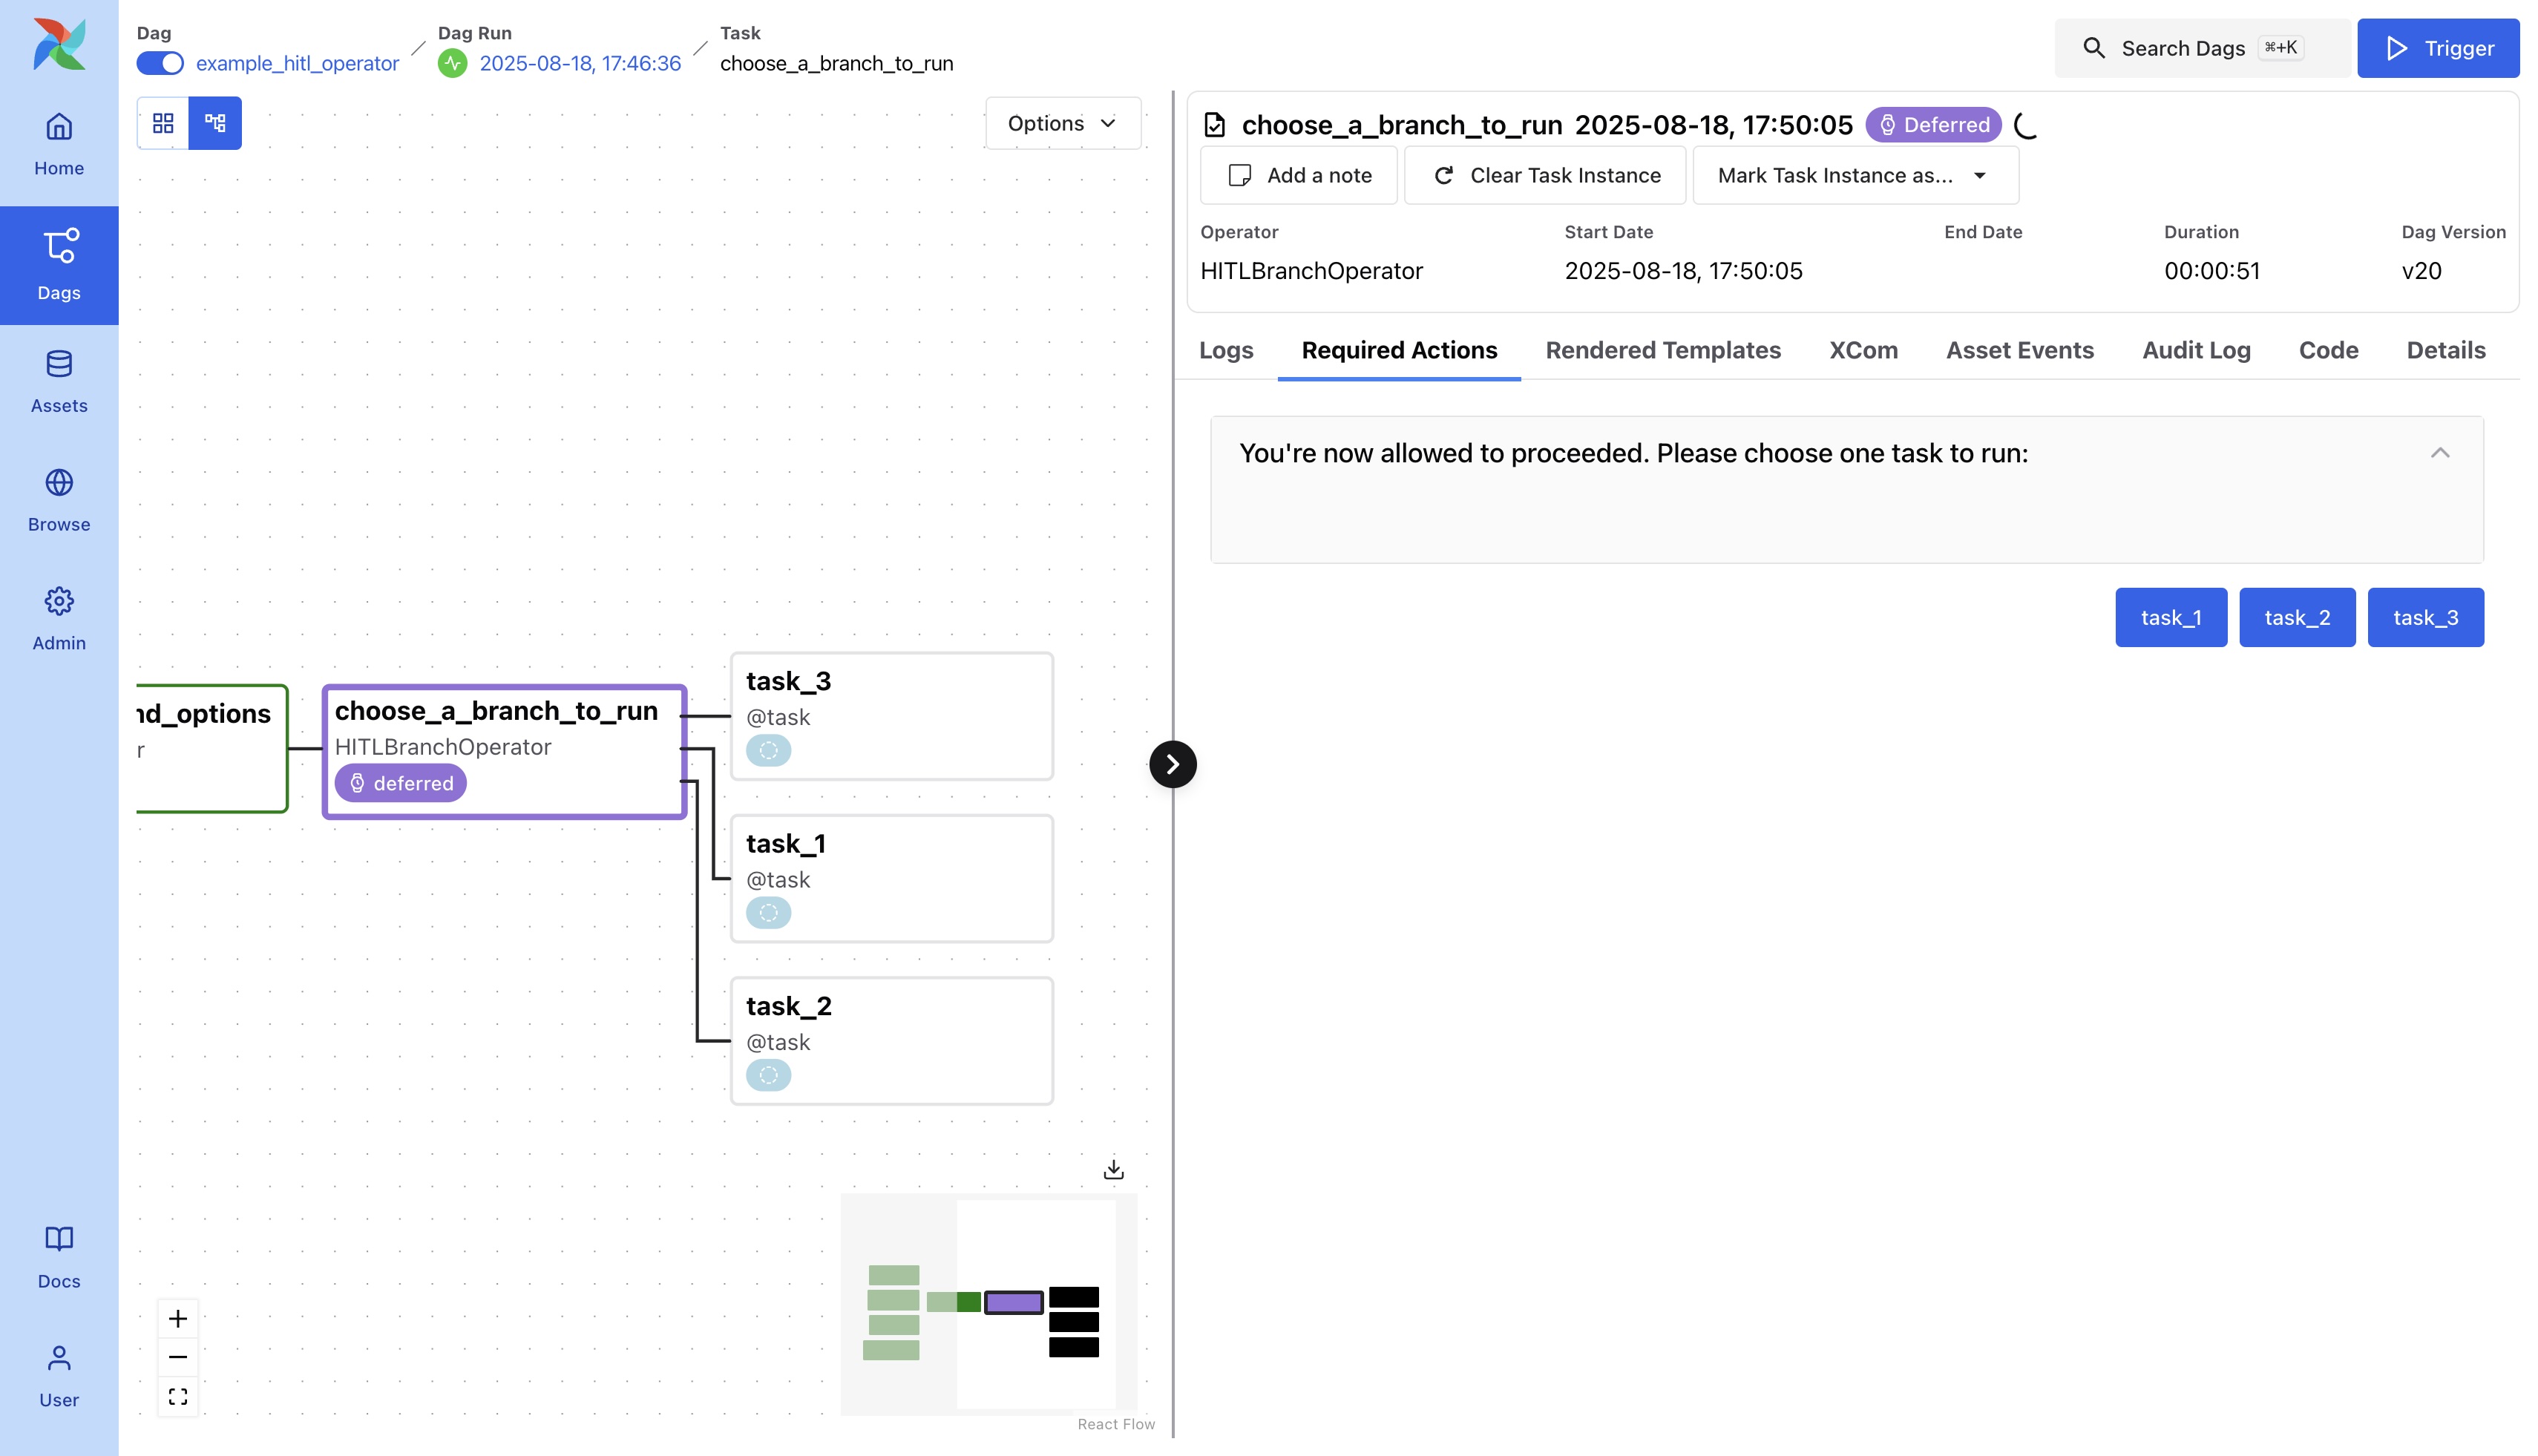 Dag
example_hitl_operator
Dag Run
2025-08-18, 17:46:36
Task
choose_a_branch_to_run
Search Dags ⌘+K
Trigger
Home
Dags
Assets
Browse
Admin
Docs
User
Options
nd_options
r
choose_a_branch_to_run
HITLBranchOperator
deferred
task_3
@task
task_1
@task
task_2
@task
React Flow
choose_a_branch_to_run 2025-08-18, 17:50:05 Deferred
Add a note
Clear Task Instance
Mark Task Instance as...
Operator Start Date End Date Duration Dag Version
HITLBranchOperator 2025-08-18, 17:50:05 00:00:51 v20
Logs Required Actions Rendered Templates XCom Asset Events Audit Log Code Details
You're now allowed to proceeded. Please choose one task to run:
task_1 task_2 task_3